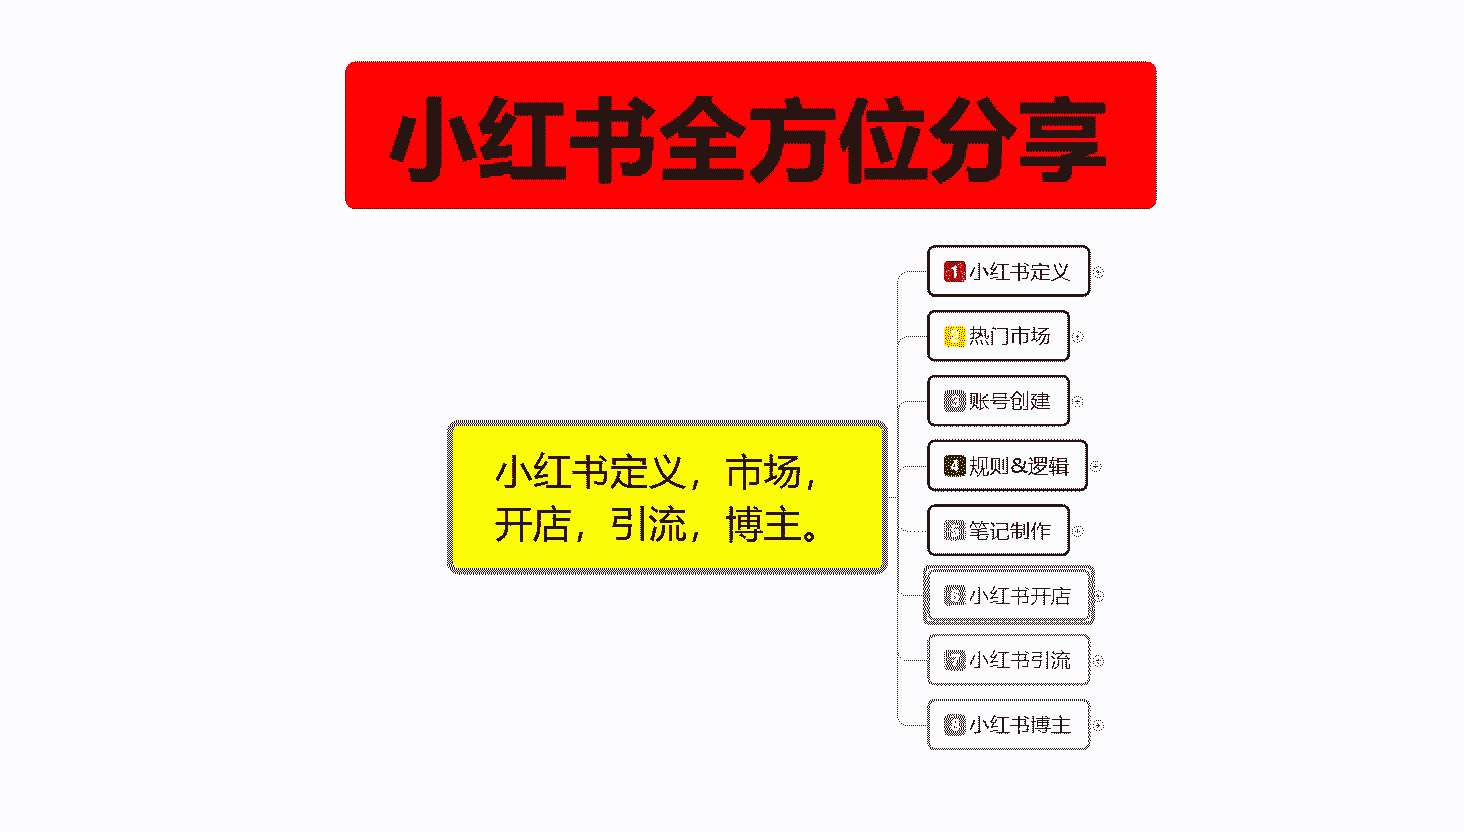 小红书全方位分享
小红书定义，市场，
开店，引流，博主。
1 小红书定义
2 热门市场
3 账号创建
4 规则&逻辑
5 笔记制作
6 小红书开店
7 小红书引流
8 小红书博主